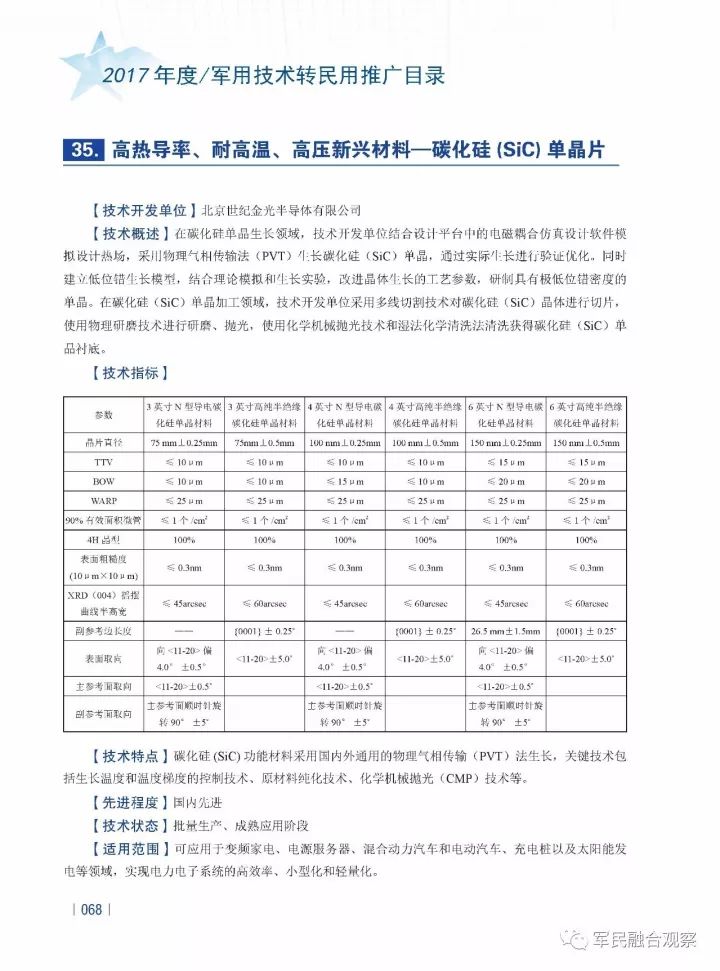 2017 年度/军用技术转民用推广目录
35. 高热导率、耐高温、高压新兴材料—碳化硅 (SiC) 单晶片
【技术开发单位】北京世纪金光半导体有限公司
【技术概述】在碳化硅单晶生长领域，技术开发单位结合设计平台中的电磁耦合仿真设计软件模
拟设计热场，采用物理气相传输法（PVT）生长碳化硅（SiC）单晶，通过实际生长进行验证优化。同时
建立低位错生长模型，结合理论模拟和生长实验，改进晶体生长的工艺参数，研制具有极低位错密度的
单晶。在碳化硅（SiC）单晶加工领域，技术开发单位采用多线切割技术对碳化硅（SiC）晶体进行切片，
使用物理研磨技术进行研磨、抛光，使用化学机械抛光技术和湿法化学清洗法清洗获得碳化硅（SiC）单
晶衬底。
【技术指标】
参数 3 英寸 N 型导电碳化硅单晶材料 3 英寸高纯半绝缘碳化硅单晶材料 4 英寸 N 型导电碳化硅单晶材料 4 英寸高纯半绝缘碳化硅单晶材料 6 英寸 N 型导电碳化硅单晶材料 6 英寸高纯半绝缘碳化硅单晶材料
晶片直径 75 mm±0.25mm 75mm±0.5mm 100 mm±0.25mm 100 mm±0.5mm 150 mm±0.25mm 150 mm±0.5mm
TTV ≤ 10μm ≤ 10μm ≤ 10μm ≤ 10μm ≤ 15μm ≤ 15μm
BOW ≤ 10μm ≤ 10μm ≤ 15μm ≤ 10μm ≤ 20μm ≤ 20μm
WARP ≤ 25μm ≤ 25μm ≤ 25μm ≤ 25μm ≤ 25μm ≤ 25μm
90% 有效面积微管 ≤ 1 个 /cm² ≤ 1 个 /cm² ≤ 1 个 /cm² ≤ 1 个 /cm² ≤ 1 个 /cm² ≤ 1 个 /cm²
4H 晶型 100% 100% 100% 100% 100% 100%
表面粗糙度 (10μm×10μm) ≤ 0.3nm ≤ 0.3nm ≤ 0.3nm ≤ 0.3nm ≤ 0.3nm ≤ 0.3nm
XRD（004）摇摆曲线半高宽 ≤ 45arcsec ≤ 60arcsec ≤ 45arcsec ≤ 60arcsec ≤ 45arcsec ≤ 60arcsec
副参考边长度 —— {0001} ± 0.25° —— {0001} ± 0.25° 26.5 mm±1.5mm {0001} ± 0.25°
表面取向 向 <11-20> 偏 4.0° ±0.5° <11-20>±5.0° 向 <11-20> 偏 4.0° ±0.5° <11-20>±5.0° 向 <11-20> 偏 4.0° ±0.5° <11-20>±5.0°
主参考面取向 <11-20>±0.5° <11-20>±0.5° <11-20>±0.5°
副参考面取向 主参考面顺时针旋转 90° ±5° 主参考面顺时针旋转 90° ±5° 主参考面顺时针旋转 90° ±5°
【技术特点】碳化硅 (SiC) 功能材料采用国内外通用的物理气相传输（PVT）法生长，关键技术包
括生长温度和温度梯度的控制技术、原材料纯化技术、化学机械抛光（CMP）技术等。
【先进程度】国内先进
【技术状态】批量生产、成熟应用阶段
【适用范围】可应用于变频家电、电源服务器、混合动力汽车和电动汽车、充电桩以及太阳能发
电等领域，实现电力电子系统的高效率、小型化和轻量化。
| 068 |
军民融合观察